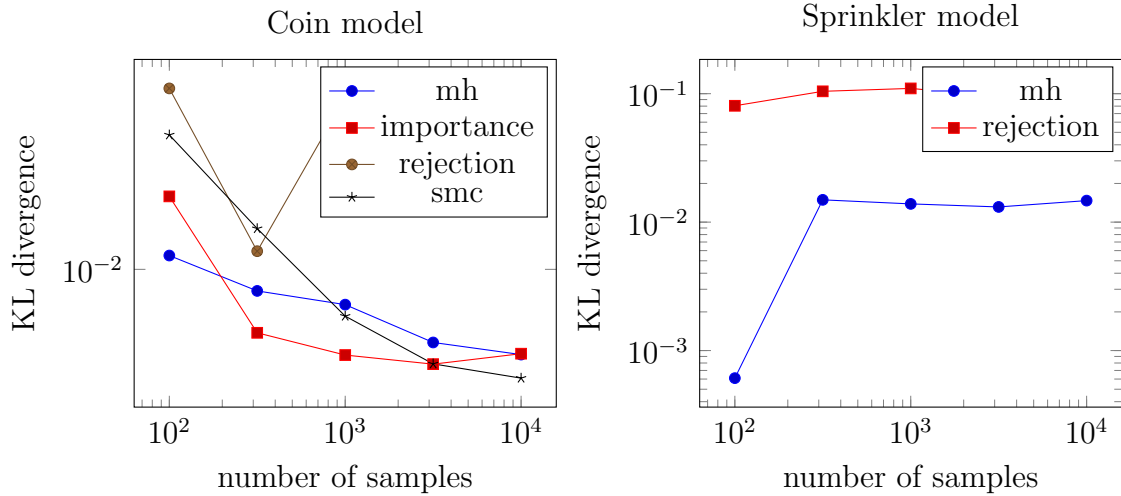 Coin model
mh
importance
rejection
smc
KL divergence
10^{-2}
10^2
10^3
10^4
number of samples
Sprinkler model
mh
rejection
KL divergence
10^{-1}
10^{-2}
10^{-3}
10^2
10^3
10^4
number of samples